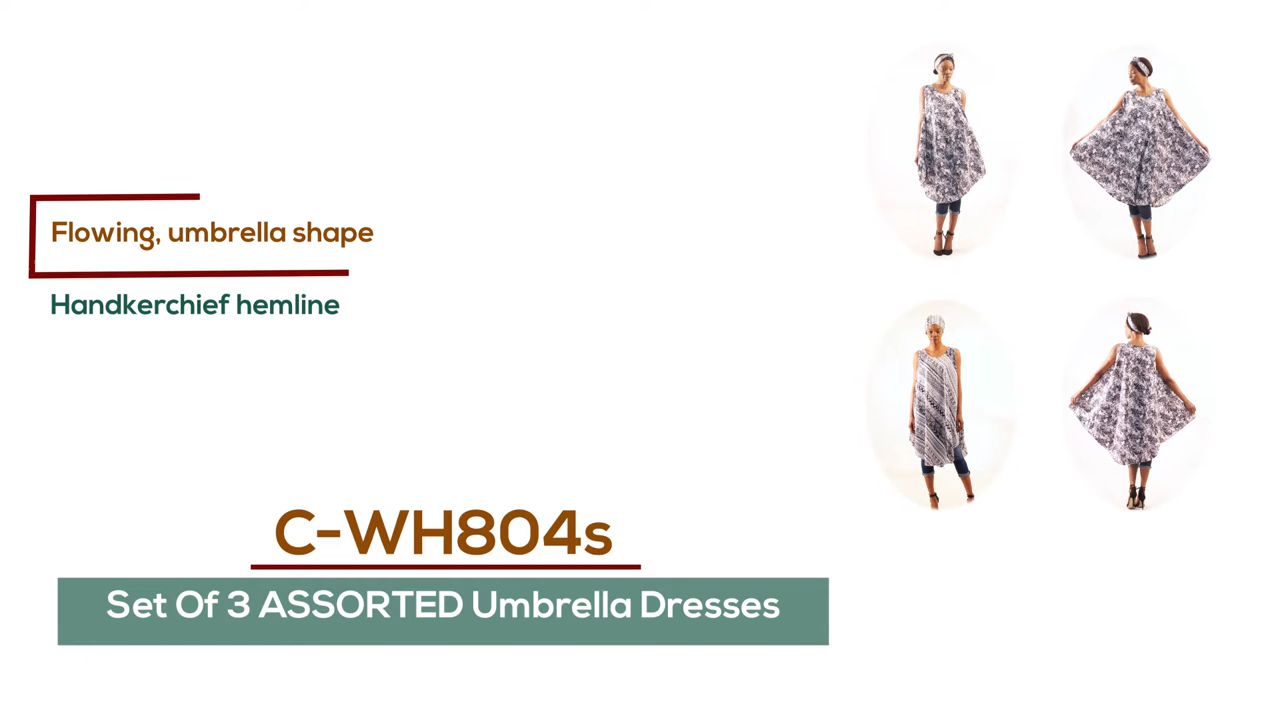 Flowing, umbrella shape
Handkerchief hemline
C-WH804s
Set Of 3 ASSORTED Umbrella Dresses